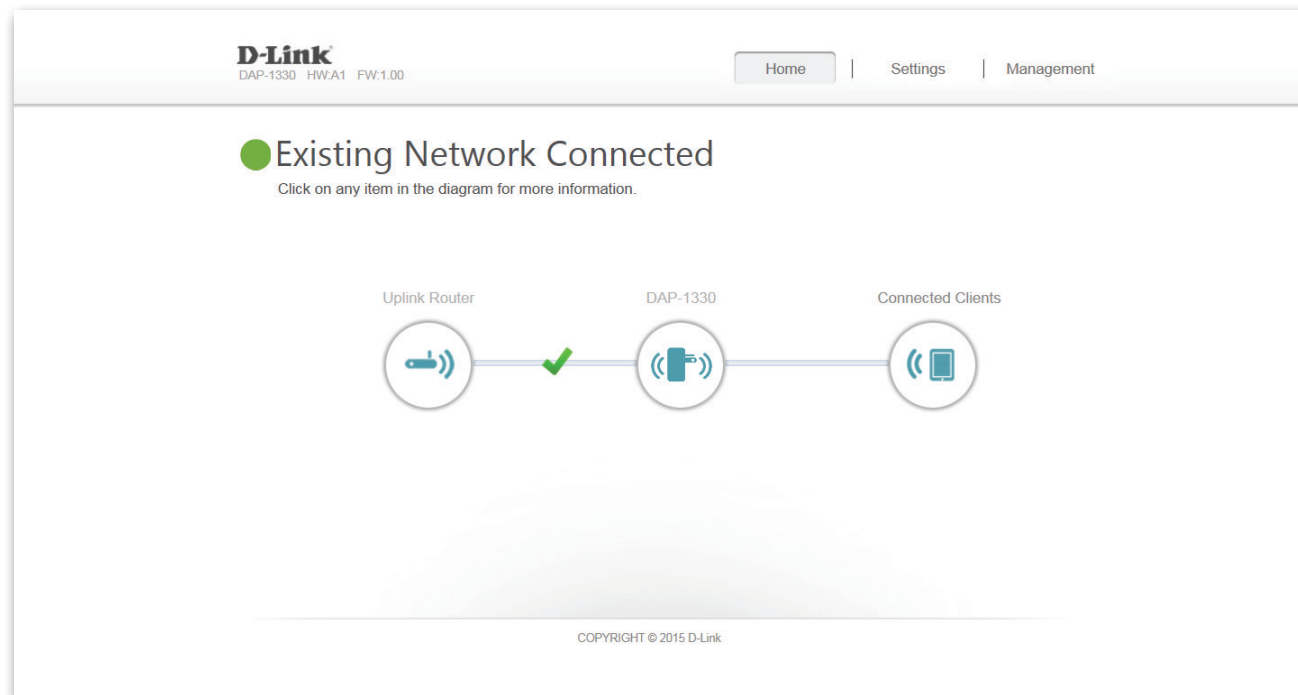 D-Link
DAP-1330 HW:A1 FW:1.00
Home | Settings | Management
Existing Network Connected
Click on any item in the diagram for more information.
Uplink Router
DAP-1330
Connected Clients
COPYRIGHT © 2015 D-Link